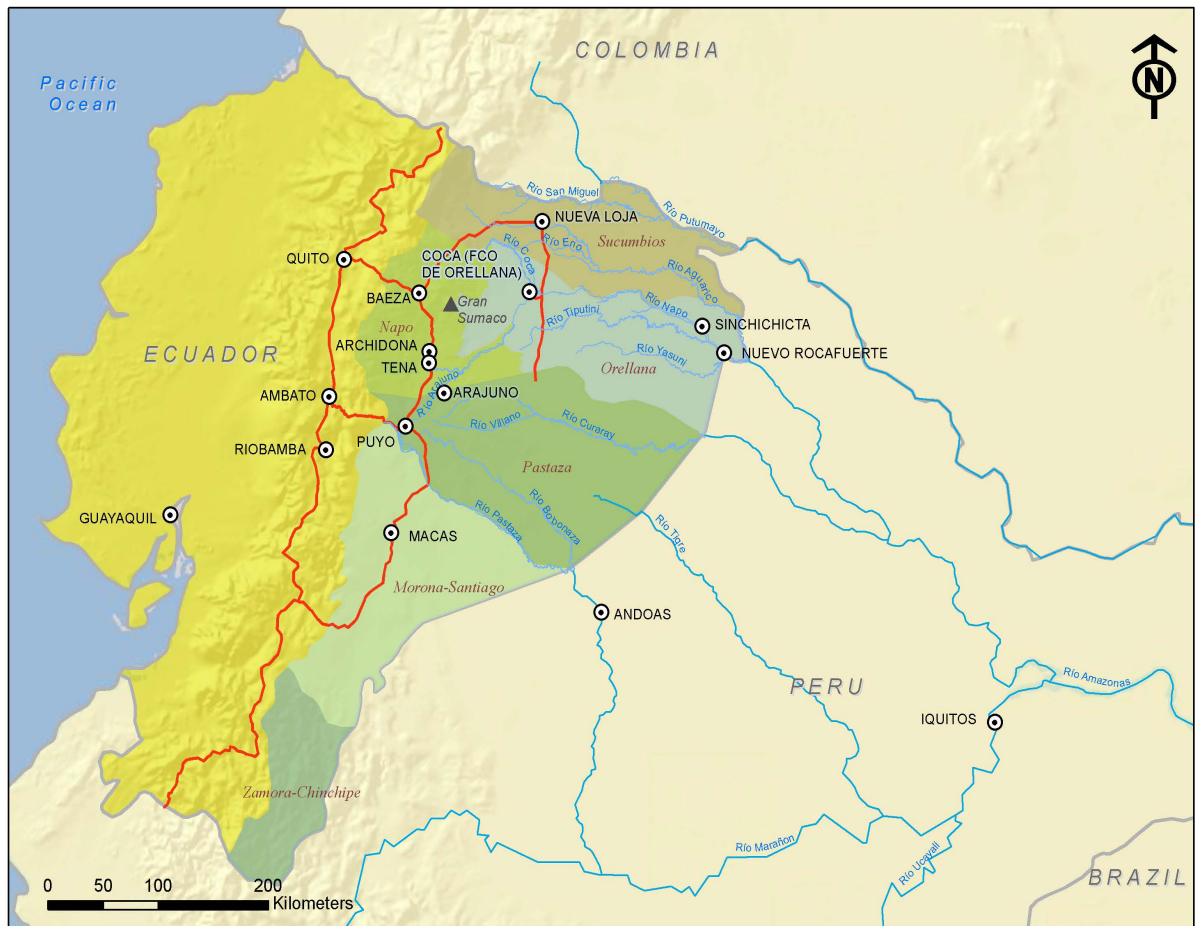 COLOMBIA
Pacific
Ocean
N
Río San Miguel
Río Putumayo
NUEVA LOJA
Sucumbios
Río Eno
Río Coca
QUITO
COCA (FCO
DE ORELLANA)
Río Aguarico
BAEZA
Gran
Sumaco
Río Napo
Río Tiputini
SINCHICHICTA
Napo
ECUADOR
ARCHIDONA
Río Yasuni
NUEVO ROCAFUERTE
TENA
Orellana
Río Arajuno
ARAJUNO
AMBATO
Río Villano
Río Curaray
PUYO
RIOBAMBA
Pastaza
GUAYAQUIL
Río Pastaza
Río Bobonaza
Río Tigre
MACAS
Morona-Santiago
ANDOAS
PERU
Río Amazonas
IQUITOS
Zamora-Chinchipe
Río Marañon
Río Ucayali
BRAZIL
0 50 100 200
Kilometers